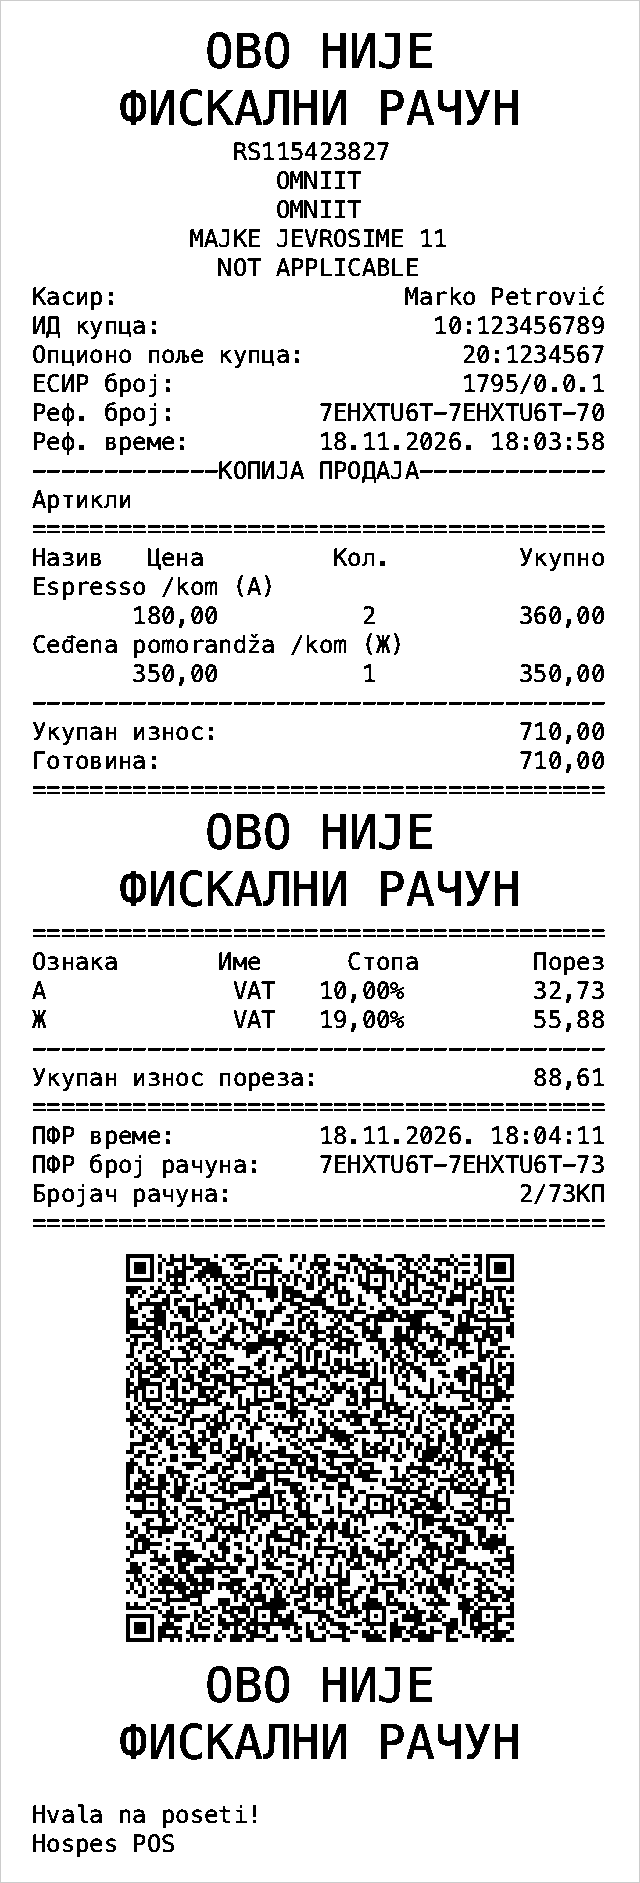 ОВО НИЈЕ
ФИСКАЛНИ РАЧУН
RS115423827
OMNIIT
OMNIIT
MAJKE JEVROSIME 11
NOT APPLICABLE
Касир: Marko Petrović
ИД купца: 10:123456789
Опционо поље купца: 20:1234567
ЕСИР број: 1795/0.0.1
Реф. број: 7EHXTU6T-7EHXTU6T-70
Реф. време: 18.11.2026. 18:03:58
-------------КОПИЈА ПРОДАЈА-------------
Артикли
========================================
Назив Цена Кол. Укупно
Espresso /kom (А)
180,00 2 360,00
Ceđena pomorandža /kom (Ж)
350,00 1 350,00
----------------------------------------
Укупан износ: 710,00
Готовина: 710,00
========================================
ОВО НИЈЕ
ФИСКАЛНИ РАЧУН
========================================
Ознака Име Стопа Порез
А VAT 10,00% 32,73
Ж VAT 19,00% 55,88
----------------------------------------
Укупан износ пореза: 88,61
========================================
ПФР време: 18.11.2026. 18:04:11
ПФР број рачуна: 7EHXTU6T-7EHXTU6T-73
Бројач рачуна: 2/73КП
========================================
ОВО НИЈЕ
ФИСКАЛНИ РАЧУН
Hvala na poseti!
Hospes POS